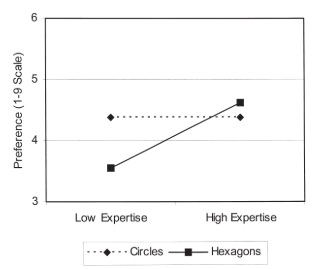 Preference (1-9 Scale)
6
5
4
3
Low Expertise
High Expertise
Circles
Hexagons